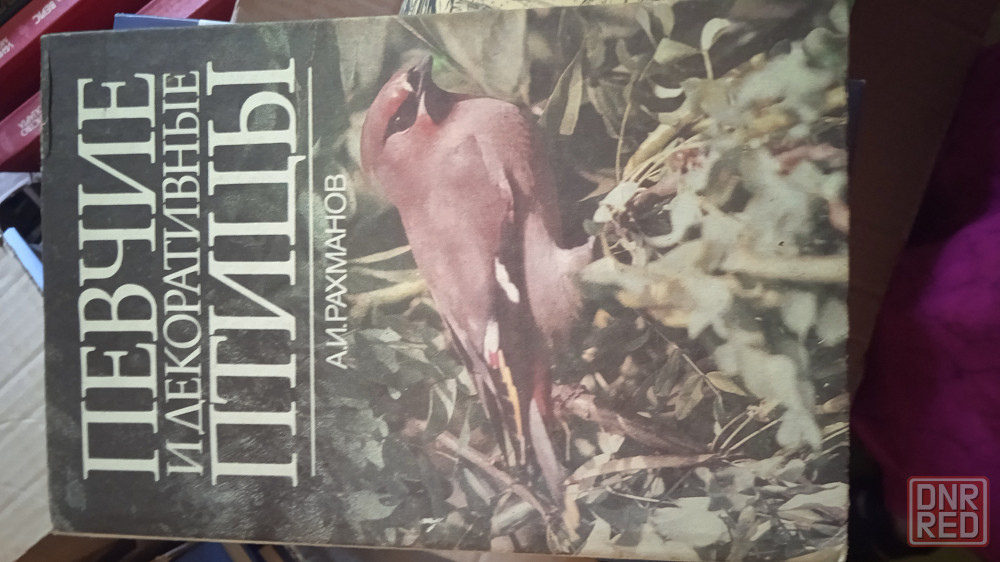 ПЕВЧИЕ
И ДЕКОРАТИВНЫЕ
ПТИЦЫ
А.И.РАХМАНОВ
DNR
RED